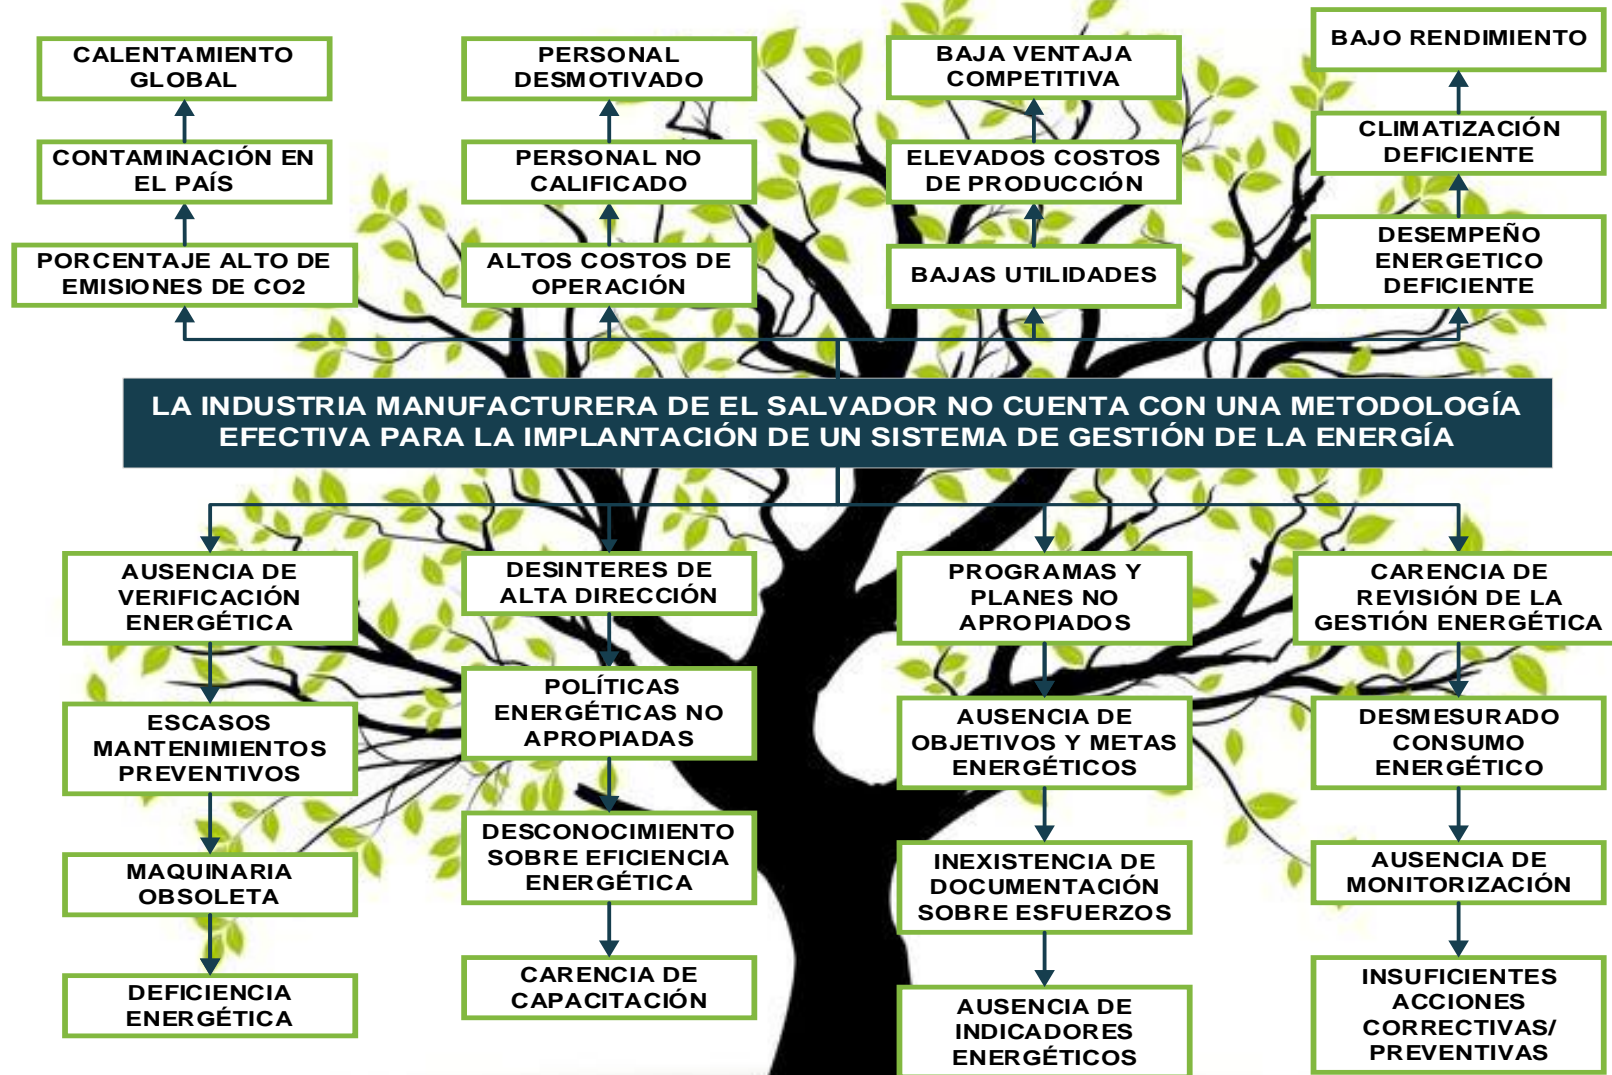 CALENTAMIENTO
GLOBAL
PERSONAL
DESMOTIVADO
BAJA VENTAJA
COMPETITIVA
BAJO RENDIMIENTO
CONTAMINACIÓN EN
EL PAÍS
PERSONAL NO
CALIFICADO
ELEVADOS COSTOS
DE PRODUCCIÓN
CLIMATIZACIÓN
DEFICIENTE
PORCENTAJE ALTO DE
EMISIONES DE CO2
ALTOS COSTOS DE
OPERACIÓN
BAJAS UTILIDADES
DESEMPEÑO
ENERGETICO
DEFICIENTE
LA INDUSTRIA MANUFACTURERA DE EL SALVADOR NO CUENTA CON UNA METODOLOGÍA
EFECTIVA PARA LA IMPLANTACIÓN DE UN SISTEMA DE GESTIÓN DE LA ENERGÍA
AUSENCIA DE
VERIFICACIÓN
ENERGÉTICA
DESINTERES DE
ALTA DIRECCIÓN
PROGRAMAS Y
PLANES NO
APROPIADOS
CARENCIA DE
REVISIÓN DE LA
GESTIÓN ENERGÉTICA
ESCASOS
MANTENIMIENTOS
PREVENTIVOS
POLÍTICAS
ENERGÉTICAS NO
APROPIADAS
AUSENCIA DE
OBJETIVOS Y METAS
ENERGÉTICOS
DESMESURADO
CONSUMO
ENERGÉTICO
MAQUINARIA
OBSOLETA
DESCONOCIMIENTO
SOBRE EFICIENCIA
ENERGÉTICA
INEXISTENCIA DE
DOCUMENTACIÓN
SOBRE ESFUERZOS
AUSENCIA DE
MONITORIZACIÓN
DEFICIENCIA
ENERGÉTICA
CARENCIA DE
CAPACITACIÓN
AUSENCIA DE
INDICADORES
ENERGÉTICOS
INSUFICIENTES
ACCIONES
CORRECTIVAS/
PREVENTIVAS